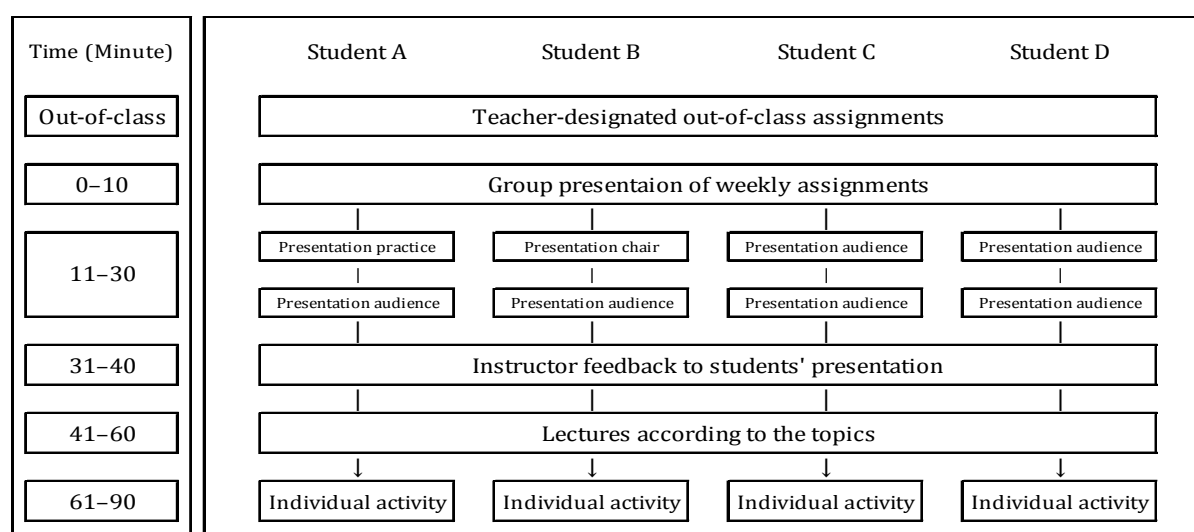 Time (Minute) Student A Student B Student C Student D
Out-of-class Teacher-designated out-of-class assignments
0–10 Group presentaion of weekly assignments
Presentation practice Presentation chair Presentation audience Presentation audience
11–30
Presentation audience Presentation audience Presentation audience Presentation audience
31–40 Instructor feedback to students' presentation
41–60 Lectures according to the topics
61–90 Individual activity Individual activity Individual activity Individual activity